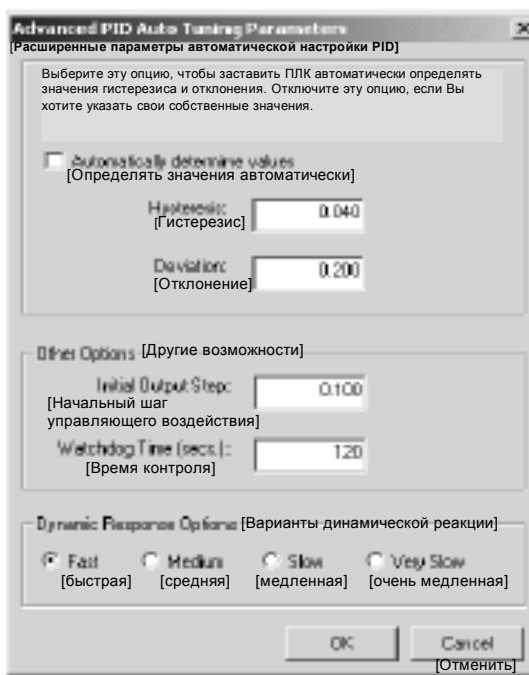 Advanced PID Auto Tuning Parameters
[Расширенные параметры автоматической настройки PID]
Выберите эту опцию, чтобы заставить ПЛК автоматически определять
значения гистерезиса и отклонения. Отключите эту опцию, если Вы
хотите указать свои собственные значения.
Automatically determine values
[Определять значения автоматически]
Hysteresis: 0.040
[Гистерезис]
Deviation: 0.200
[Отклонение]
Other Options [Другие возможности]
Initial Output Step: 0.100
[Начальный шаг
управляющего воздействия]
Watchdog Time (secs.): 120
[Время контроля]
Dynamic Response Options [Варианты динамической реакции]
Fast Medium Slow Very Slow
[быстрая] [средняя] [медленная] [очень медленная]
OK Cancel
[Отменить]